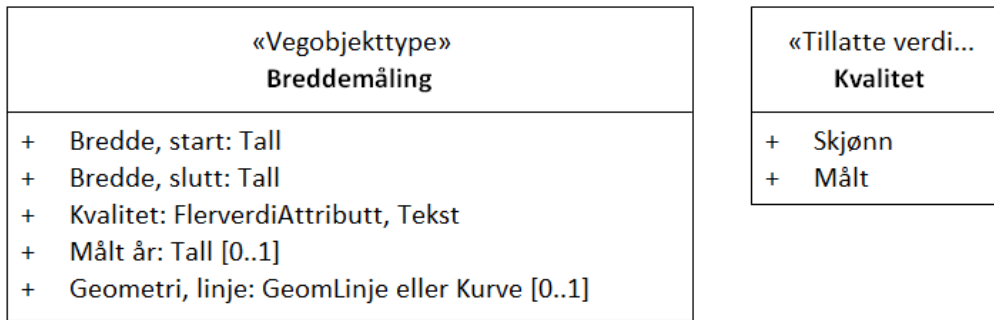 «Vegobjekttype»
Breddemåling
+ Bredde, start: Tall
+ Bredde, slutt: Tall
+ Kvalitet: FlerverdiAttributt, Tekst
+ Målt år: Tall [0..1]
+ Geometri, linje: GeomLinje eller Kurve [0..1]
«Tillatte verdi...
Kvalitet
+ Skjønn
+ Målt